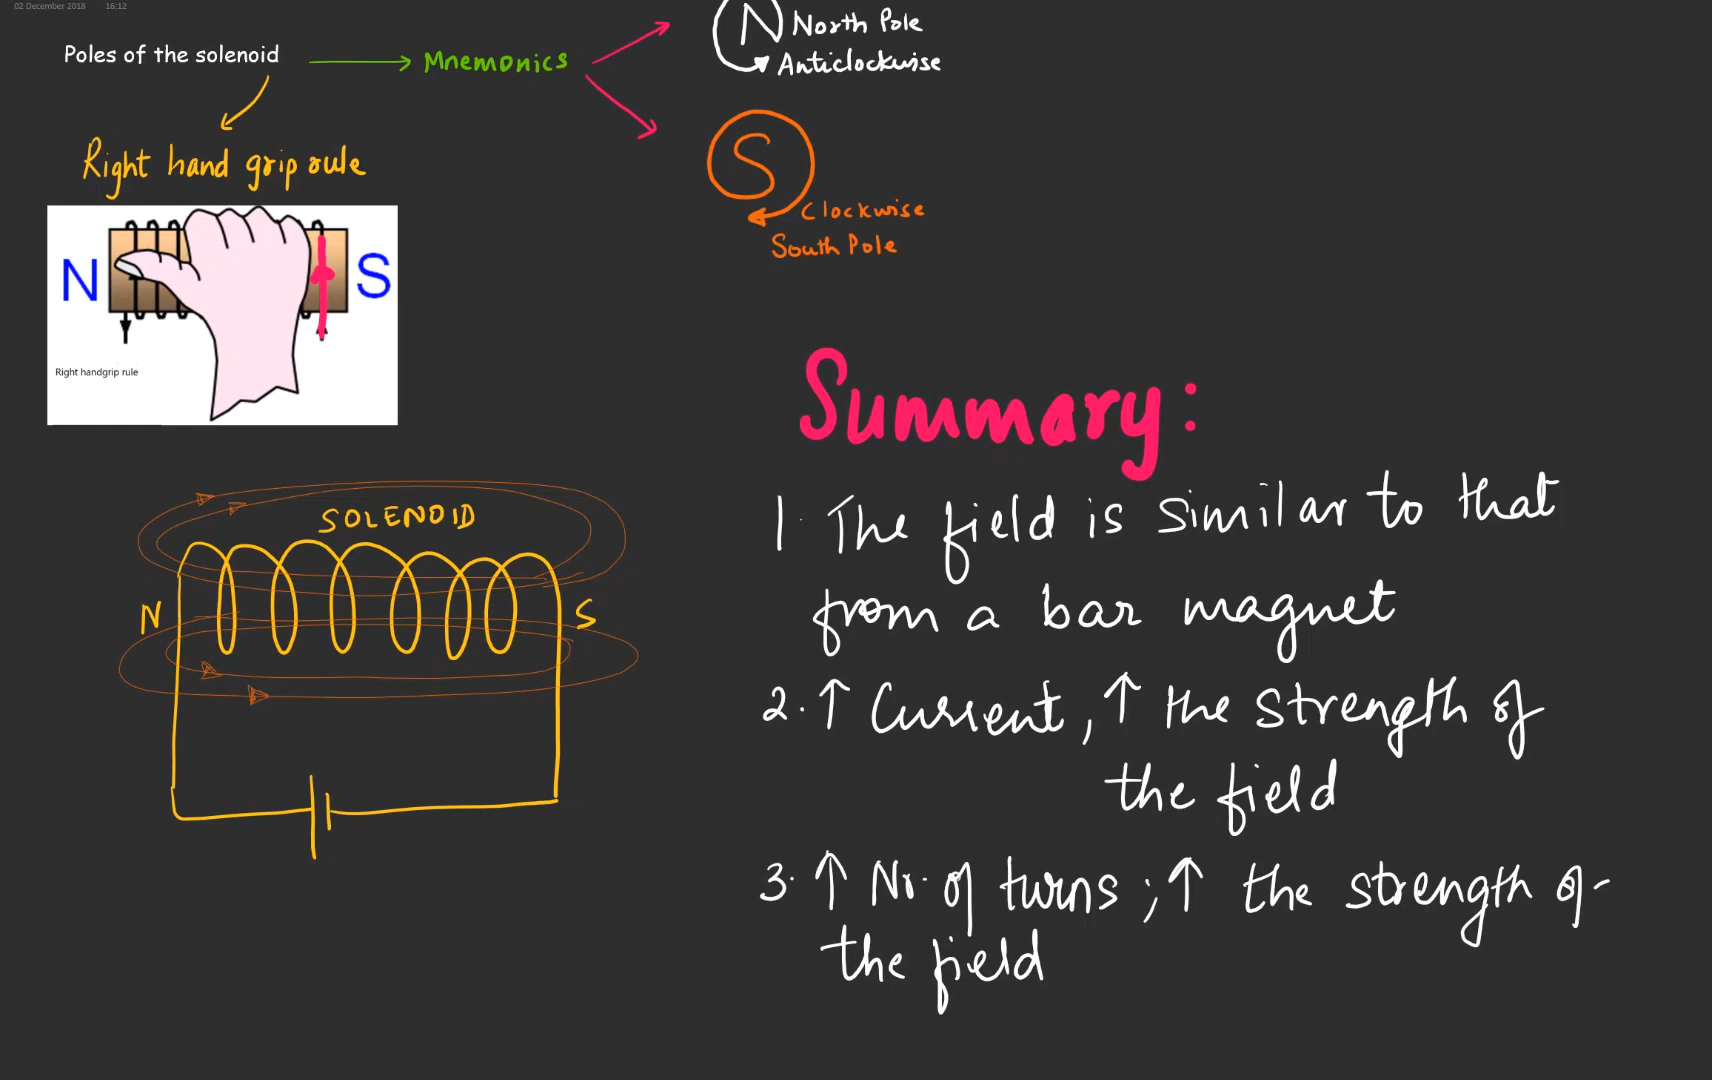 02 December 2018 16:12
Poles of the solenoid
Mnemonics
N North Pole
Anticlockwise
S
Clockwise
South Pole
Right hand grip rule
N S
Right handgrip rule
SOLENOID
N S
Summary:
1. The field is similar to that
from a bar magnet
2. ↑ Current, ↑ the strength of
the field
3. ↑ Nr. of turns; ↑ the strength of
the field